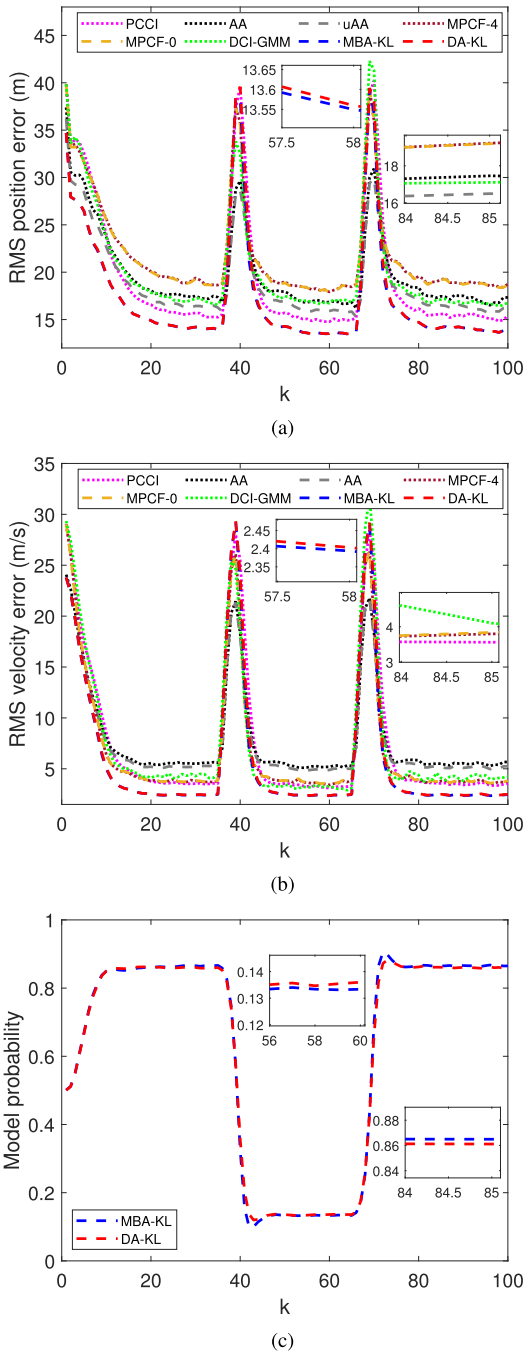 PCCI AA uAA MPCF-4
MPCF-0 DCI-GMM MBA-KL DA-KL
45
40
35
30
25
20
15
RMS position error (m)
13.65
13.6
13.55
57.5 58
18
16
84 84.5 85
0 20 40 60 80 100
k
(a)
PCCI AA AA MPCF-4
MPCF-0 DCI-GMM MBA-KL DA-KL
35
30
25
20
15
10
5
RMS velocity error (m/s)
2.45
2.4
2.35
57.5 58
4
3
84 84.5 85
0 20 40 60 80 100
k
(b)
1
0.8
0.6
0.4
0.2
0
Model probability
0.14
0.13
0.12
56 58 60
0.88
0.86
0.84
84 84.5 85
MBA-KL
DA-KL
0 20 40 60 80 100
k
(c)